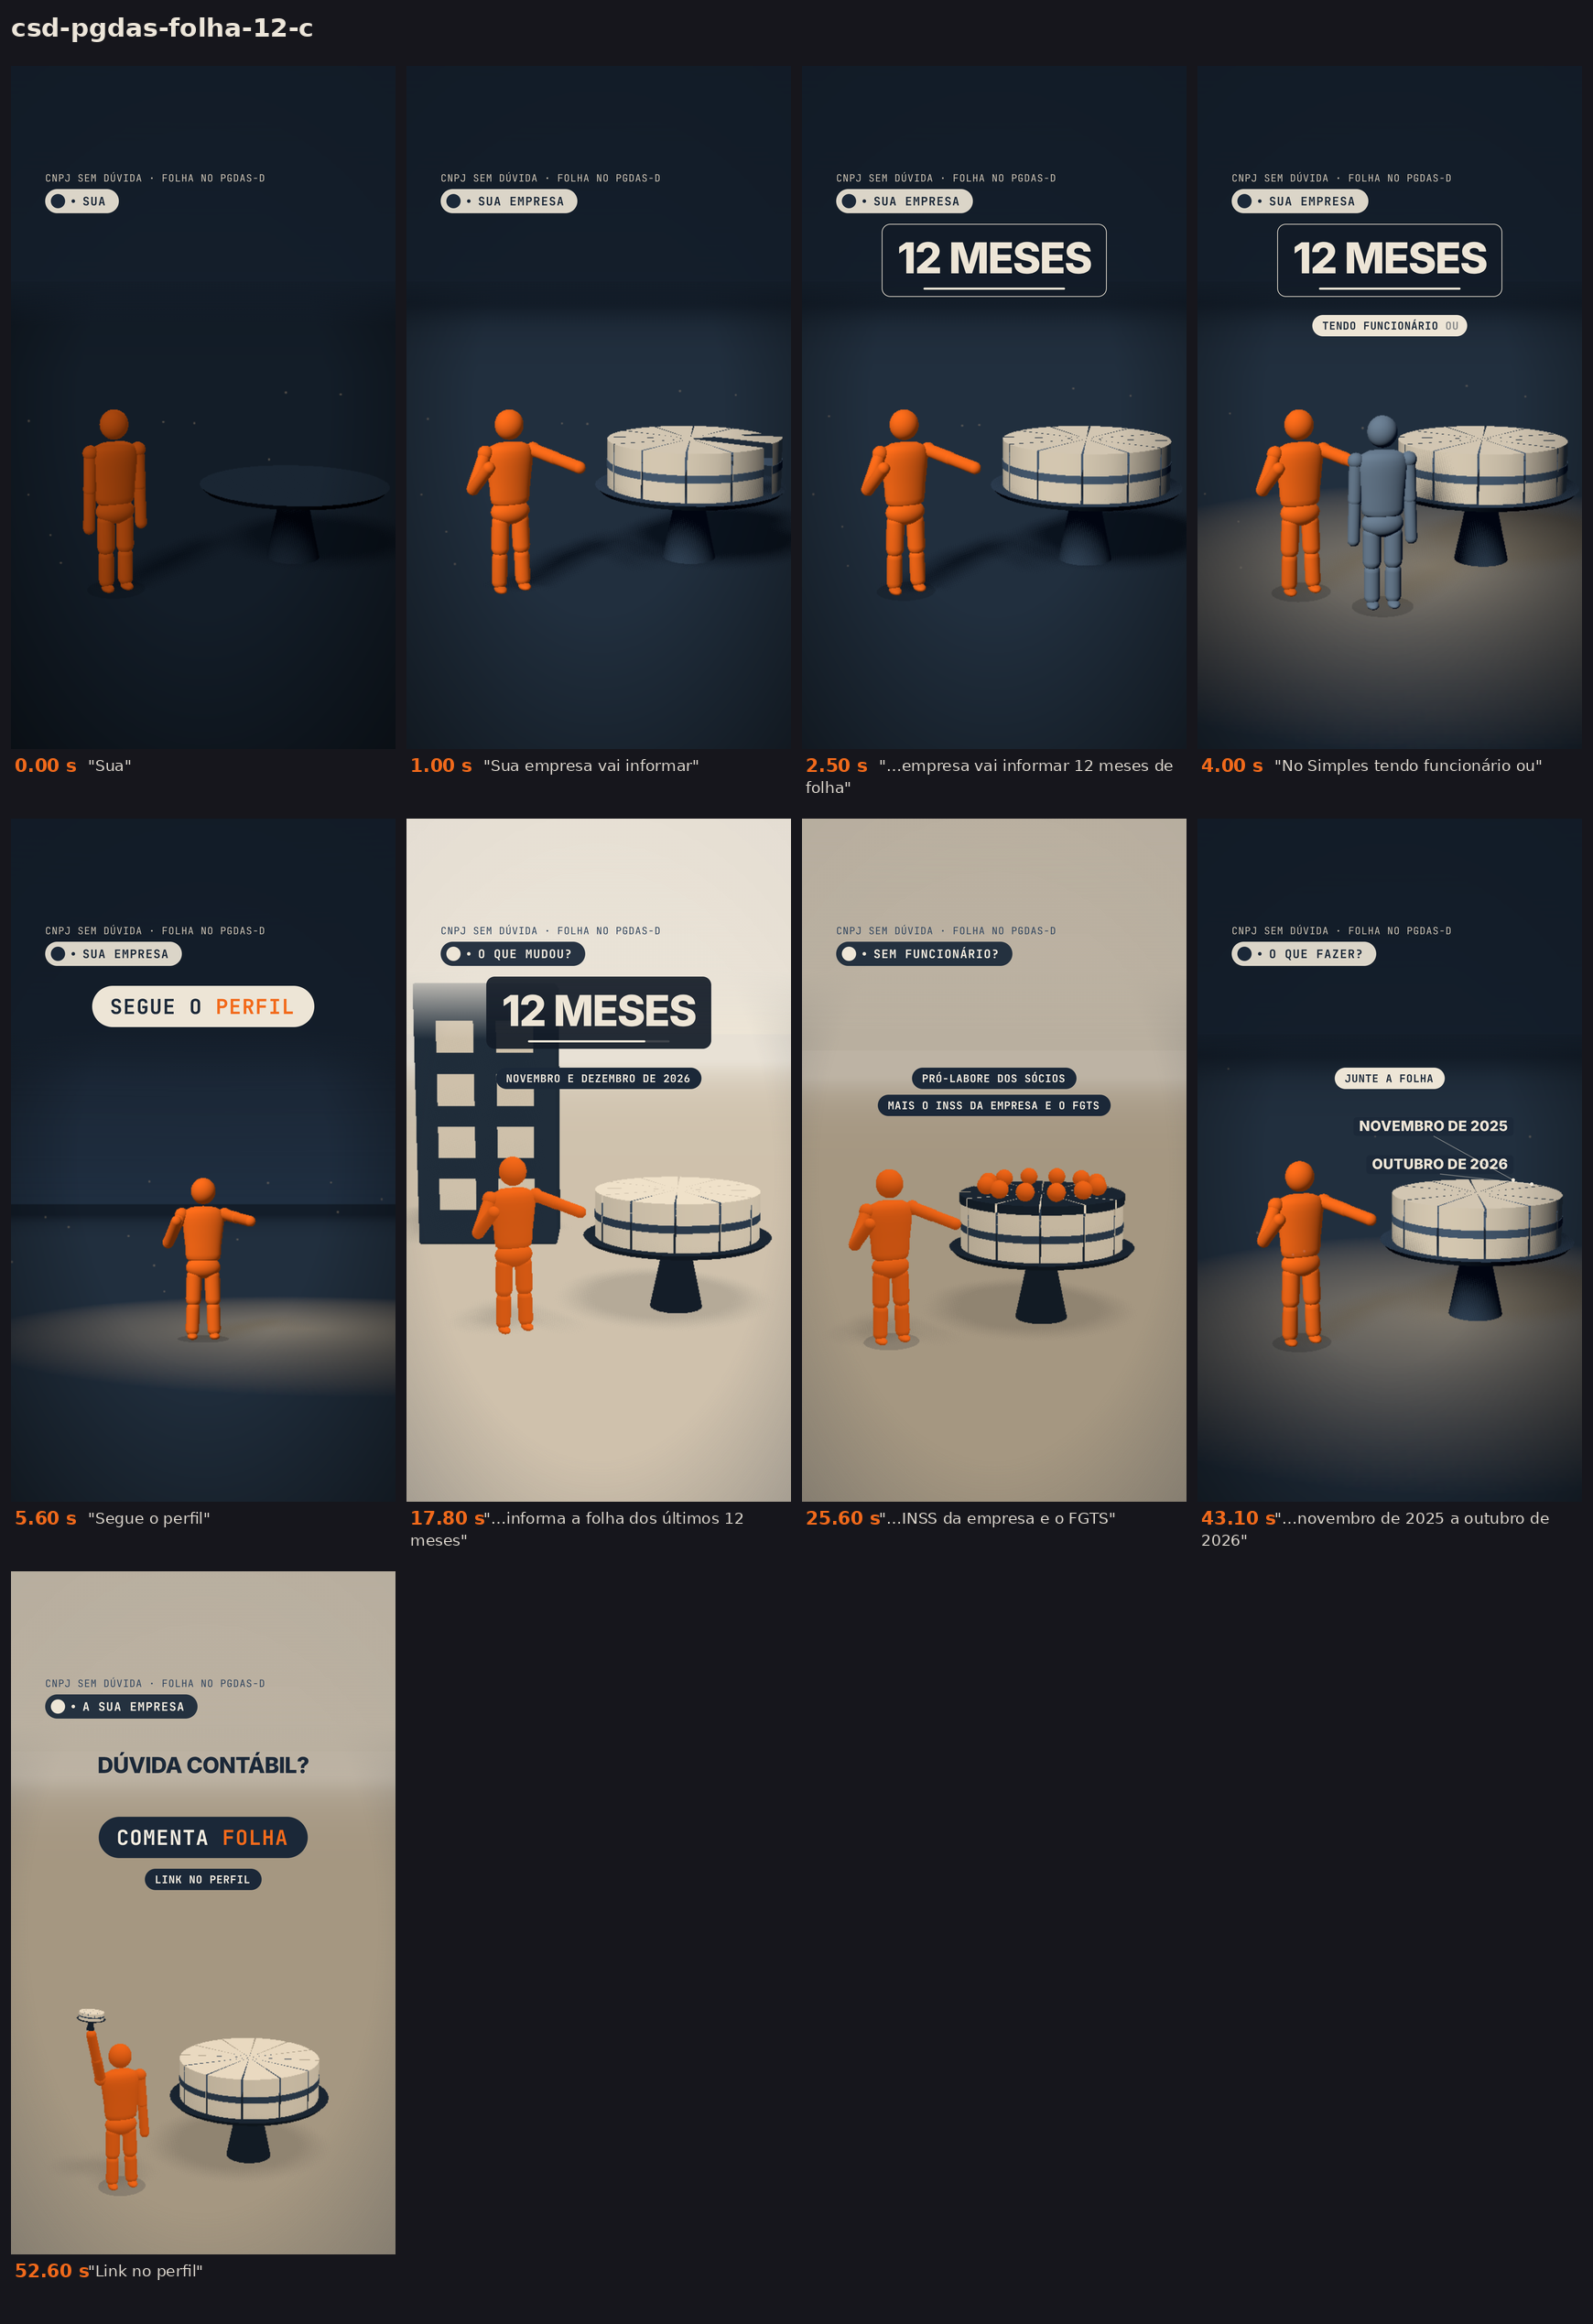 csd-pgdas-folha-12-c
CNPJ SEM DÚVIDA · FOLHA NO PGDAS-D
• SUA
0.00 s "Sua"
CNPJ SEM DÚVIDA · FOLHA NO PGDAS-D
• SUA EMPRESA
1.00 s "Sua empresa vai informar"
CNPJ SEM DÚVIDA · FOLHA NO PGDAS-D
• SUA EMPRESA
12 MESES
2.50 s "...empresa vai informar 12 meses de
folha"
CNPJ SEM DÚVIDA · FOLHA NO PGDAS-D
• SUA EMPRESA
12 MESES
TENDO FUNCIONÁRIO OU
4.00 s "No Simples tendo funcionário ou"
CNPJ SEM DÚVIDA · FOLHA NO PGDAS-D
• SUA EMPRESA
SEGUE O PERFIL
5.60 s "Segue o perfil"
CNPJ SEM DÚVIDA · FOLHA NO PGDAS-D
• O QUE MUDOU?
12 MESES
NOVEMBRO E DEZEMBRO DE 2026
17.80 s "...informa a folha dos últimos 12
meses"
CNPJ SEM DÚVIDA · FOLHA NO PGDAS-D
• SEM FUNCIONÁRIO?
PRÓ-LABORE DOS SÓCIOS
MAIS O INSS DA EMPRESA E O FGTS
25.60 s "...INSS da empresa e o FGTS"
CNPJ SEM DÚVIDA · FOLHA NO PGDAS-D
• O QUE FAZER?
JUNTE A FOLHA
NOVEMBRO DE 2025
OUTUBRO DE 2026
43.10 s "...novembro de 2025 a outubro de
2026"
CNPJ SEM DÚVIDA · FOLHA NO PGDAS-D
• A SUA EMPRESA
DÚVIDA CONTÁBIL?
COMENTA FOLHA
LINK NO PERFIL
52.60 s "Link no perfil"